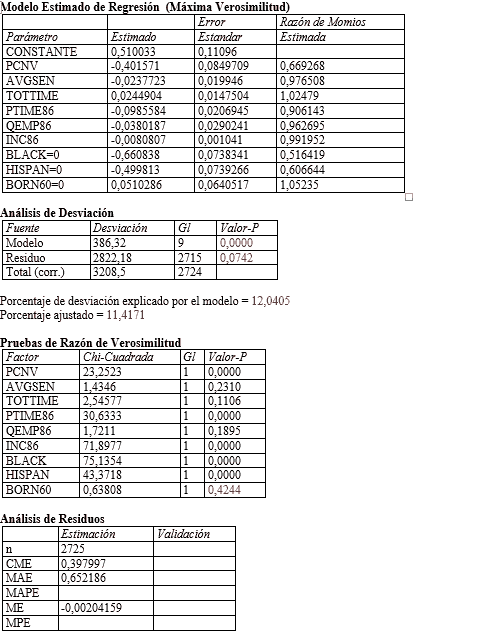 Modelo Estimado de Regresión (Máxima Verosimilitud)
Error Razón de Momios
Parámetro Estimado Estandar Estimada
CONSTANTE 0,510033 0,11096
PCNV -0,401571 0,0849709 0,669268
AVGSEN -0,0237723 0,019946 0,976508
TOTTIME 0,0244904 0,0147504 1,02479
PTIME86 -0,0985584 0,0206945 0,906143
QEMP86 -0,0380187 0,0290241 0,962695
INC86 -0,0080807 0,001041 0,991952
BLACK=0 -0,660838 0,0738341 0,516419
HISPAN=0 -0,499813 0,0739266 0,606644
BORN60=0 0,0510286 0,0640517 1,05235
Análisis de Desviación
Fuente Desviación Gl Valor-P
Modelo 386,32 9 0,0000
Residuo 2822,18 2715 0,0742
Total (corr.) 3208,5 2724
Porcentaje de desviación explicado por el modelo = 12,0405
Porcentaje ajustado = 11,4171
Pruebas de Razón de Verosimilitud
Factor Chi-Cuadrada Gl Valor-P
PCNV 23,2523 1 0,0000
AVGSEN 1,4346 1 0,2310
TOTTIME 2,54577 1 0,1106
PTIME86 30,6333 1 0,0000
QEMP86 1,7211 1 0,1895
INC86 71,8977 1 0,0000
BLACK 75,1354 1 0,0000
HISPAN 43,3718 1 0,0000
BORN60 0,63808 1 0,4244
Análisis de Residuos
Estimación Validación
n 2725
CME 0,397997
MAE 0,652186
MAPE
ME -0,00204159
MPE